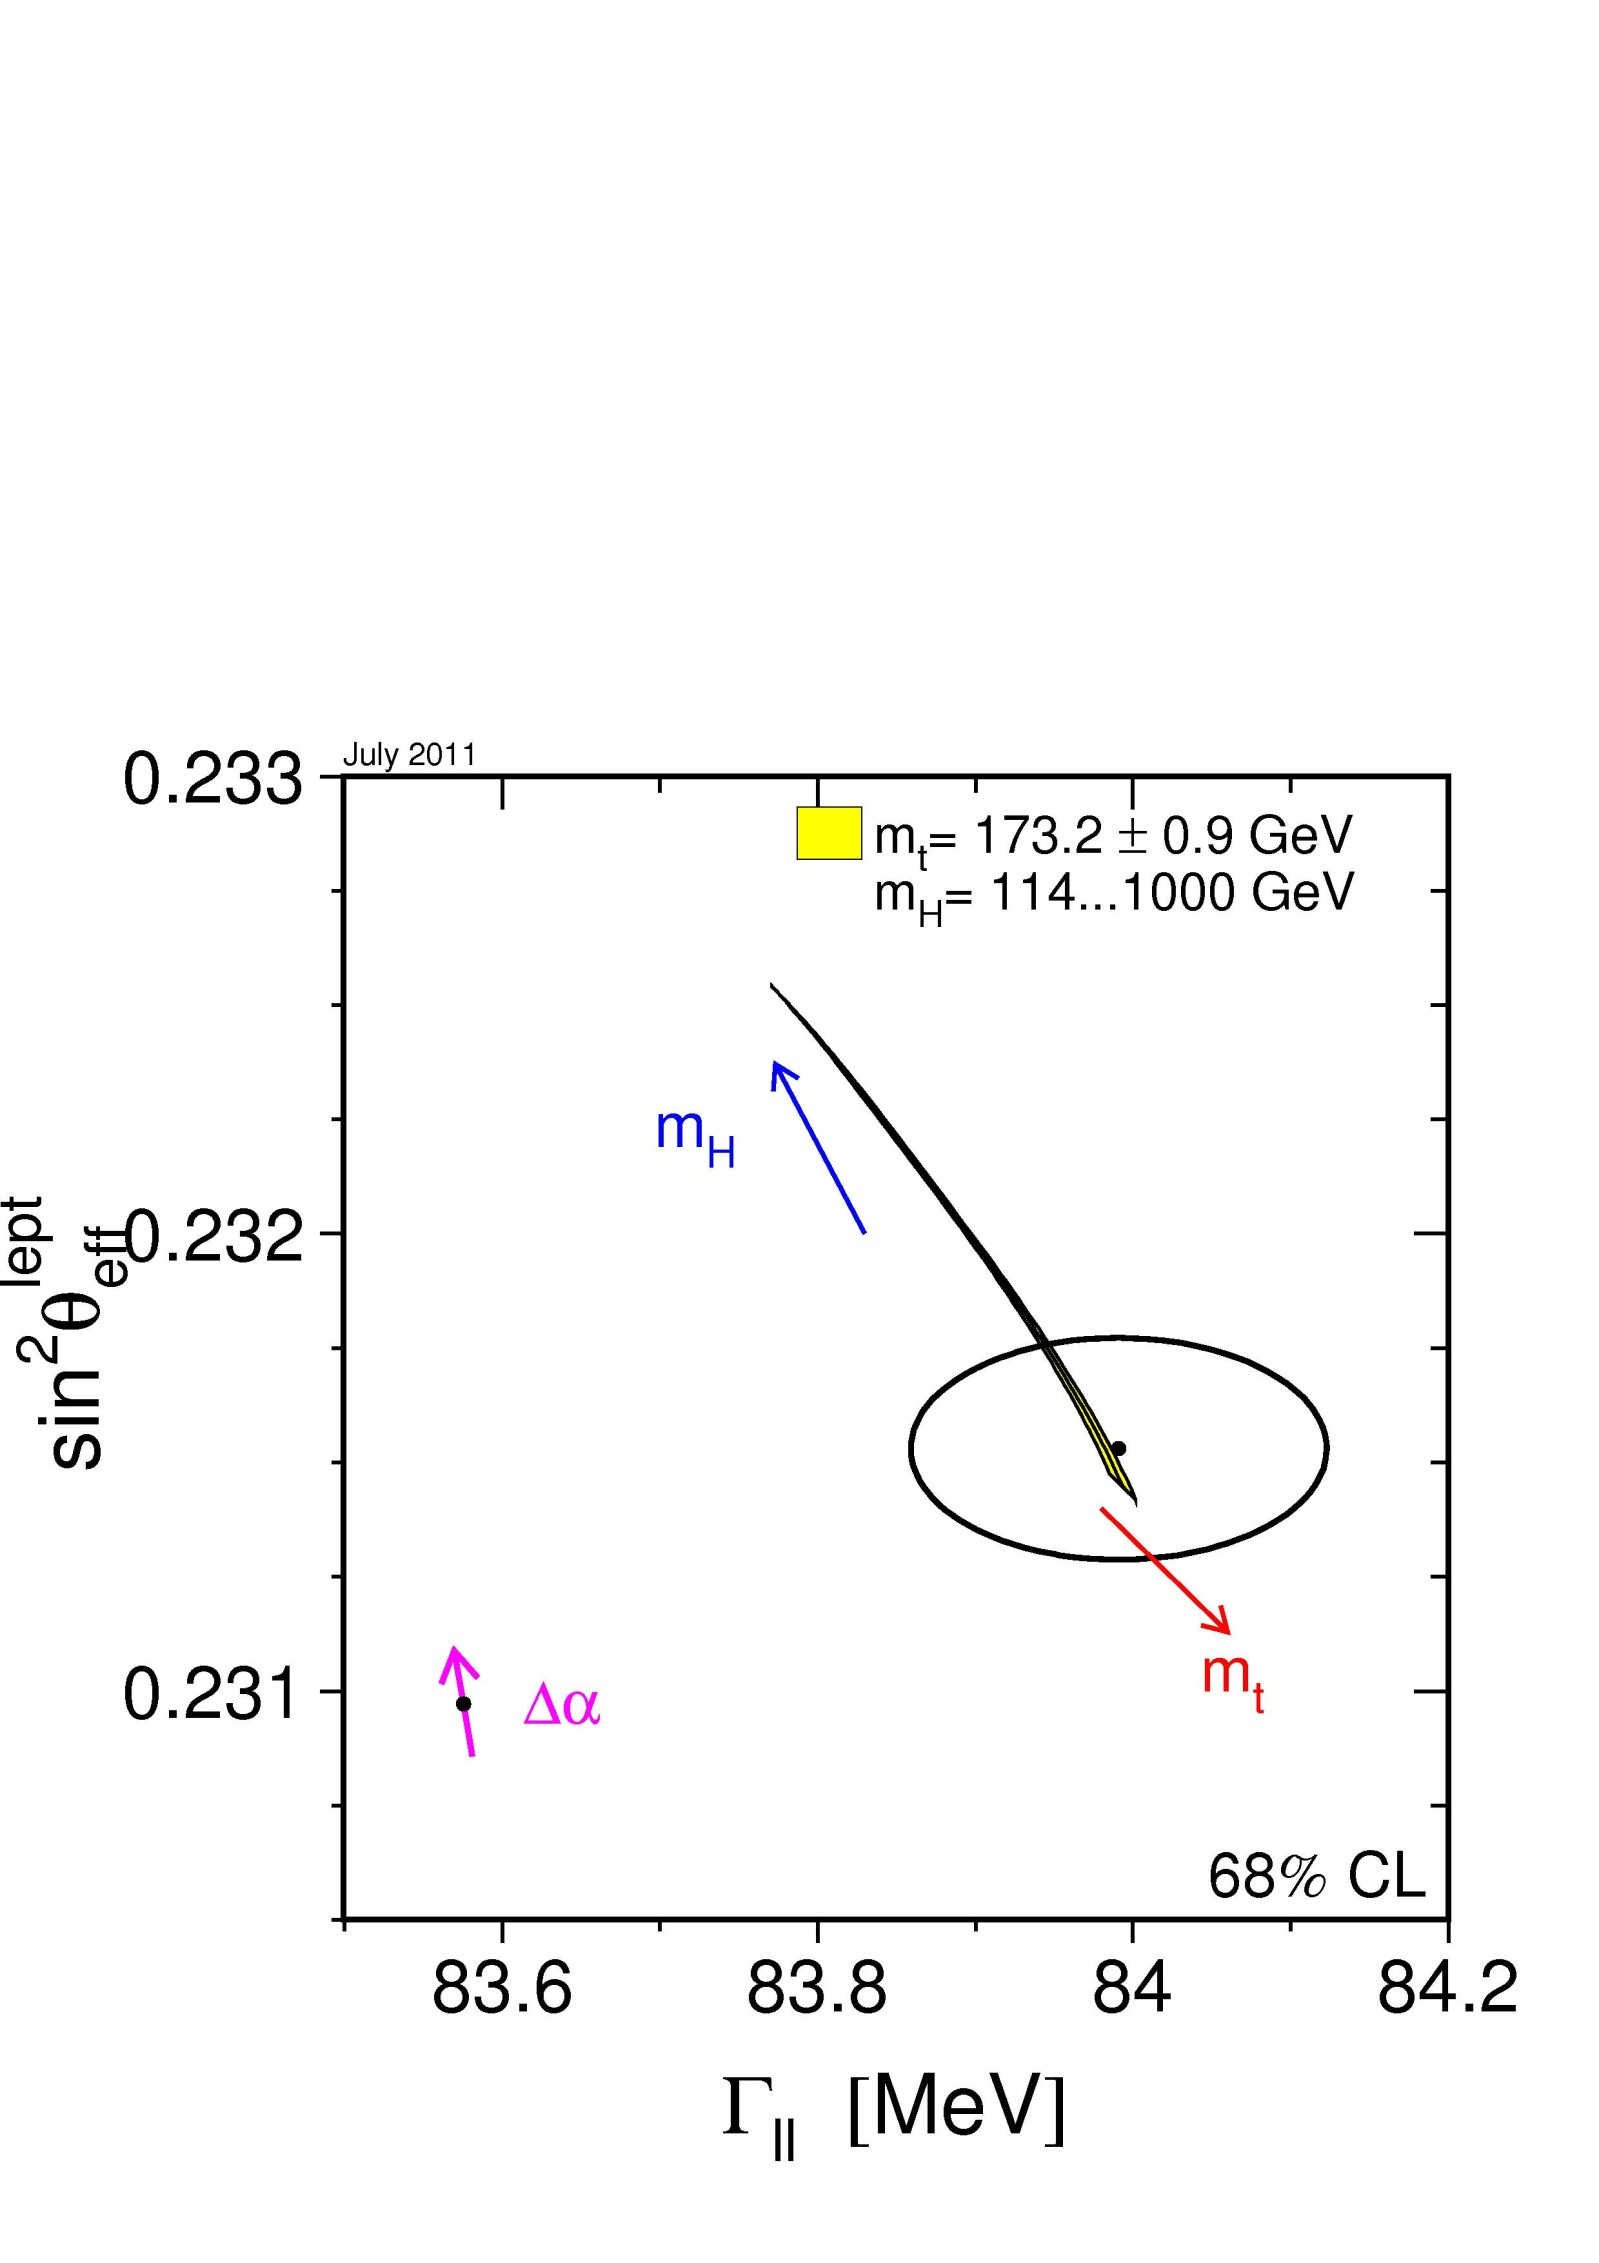 July 2011
0.233
0.232
0.231
sin²θ_eff^lept
m_t= 173.2 ± 0.9 GeV
m_H= 114...1000 GeV
m_H
m_t
Δα
68% CL
83.6 83.8 84 84.2
Γ_ll [MeV]